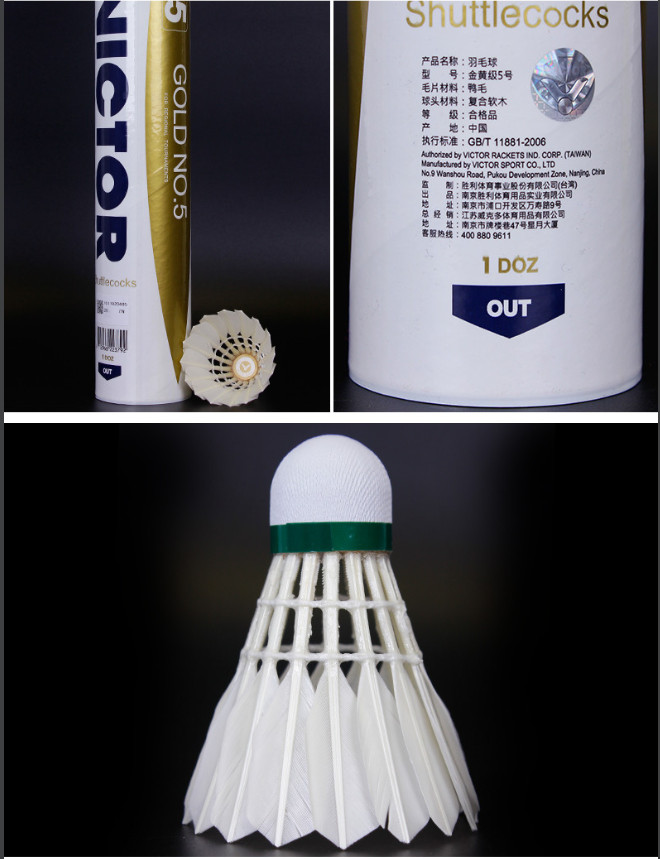 VICTOR
5
GOLD NO.5
Shuttlecocks
1 DOZ
OUT
Shuttlecocks
产品名称：羽毛球
型 号：金黄级5号
毛片材料：鸭毛
球头材料：复合软木
等 级：合格品
产 地：中国
执行标准：GB/T 11881-2006
Authorized by VICTOR RACKETS IND. CORP. (TAIWAN)
Manufactured by VICTOR SPORT CO., LTD
No.9 Wanshou Road, Pukou Development Zone, Nanjing, China
监 制：胜利体育事业股份有限公司(台湾)
出 品：南京胜利体育用品实业有限公司
地 址：南京市浦口开发区万寿路9号
总 经 销：江苏威克多体育用品有限公司
地 址：南京市牌楼巷47号星月大厦
客服热线：400 880 9611
1 DOZ
OUT